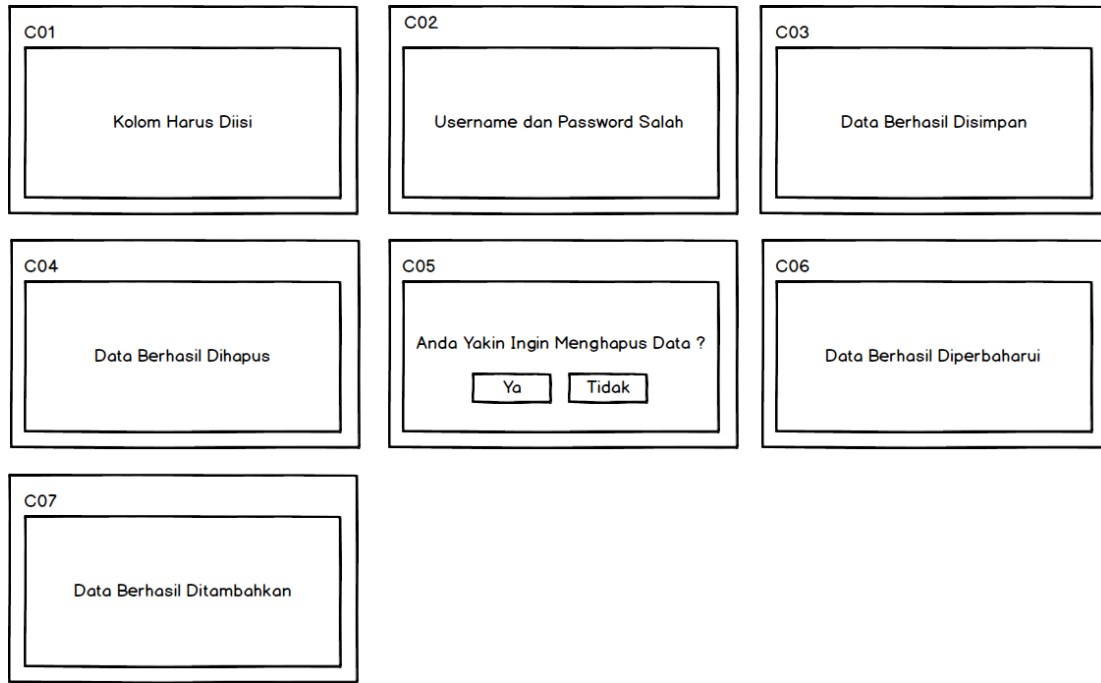 C01
Kolom Harus Diisi
C02
Username dan Password Salah
C03
Data Berhasil Disimpan
C04
Data Berhasil Dihapus
C05
Anda Yakin Ingin Menghapus Data ?
Ya Tidak
C06
Data Berhasil Diperbaharui
C07
Data Berhasil Ditambahkan